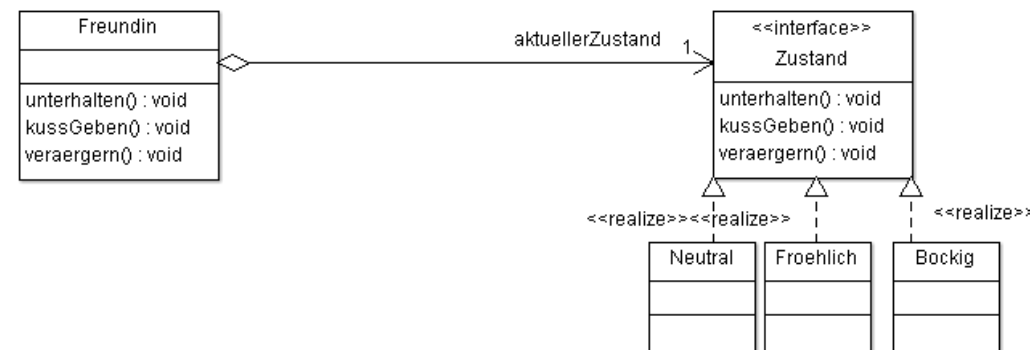 Freundin
unterhalten() : void
kussGeben() : void
veraergern() : void
aktuellerZustand
1
<<interface>>
Zustand
unterhalten() : void
kussGeben() : void
veraergern() : void
<<realize>><<realize>>
<<realize>>
Neutral
Froehlich
Bockig